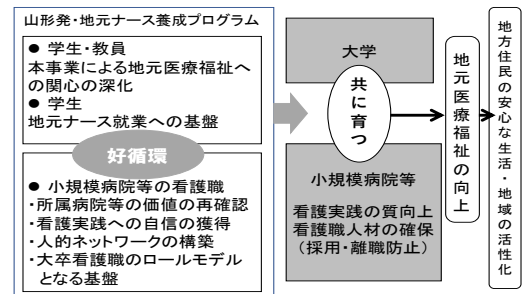 山形発・地元ナース養成プログラム
● 学生・教員
本事業による地元医療福祉へ
の関心の深化
● 学生
地元ナース就業への基盤
好循環
● 小規模病院等の看護職
・所属病院等の価値の再確認
・看護実践への自信の獲得
・人的ネットワークの構築
・大卒看護職のロールモデル
となる基盤
大学
共に育つ
小規模病院等
看護実践の質向上
看護職人材の確保
（採用・離職防止）
地元医療福祉の向上
地方住民の安心な生活・地域の活性化